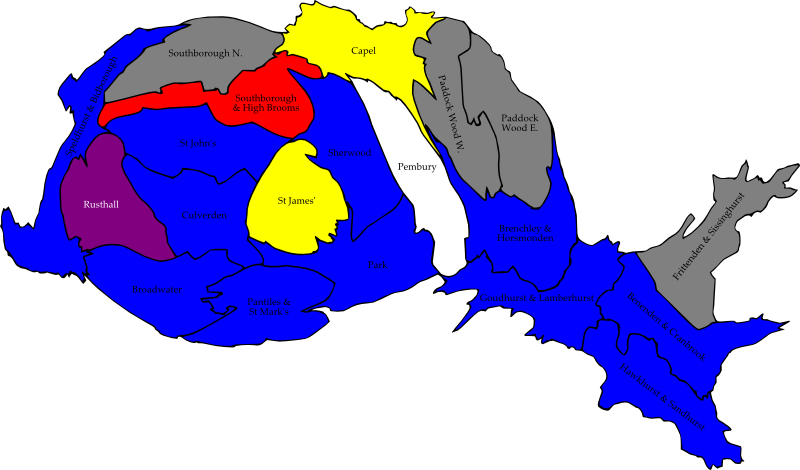 Capel
Southborough N.
Speldhurst & Bidborough
Southborough
& High Brooms
Paddock Wood W.
Paddock
Wood E.
St John's
Sherwood
Pembury
Rusthall
St James'
Culverden
Frittenden & Sissinghurst
Brenchley &
Horsmonden
Park
Broadwater
Pantiles &
St Mark's
Goudhurst & Lamberhurst
Benenden & Cranbrook
Hawkhurst & Sandhurst